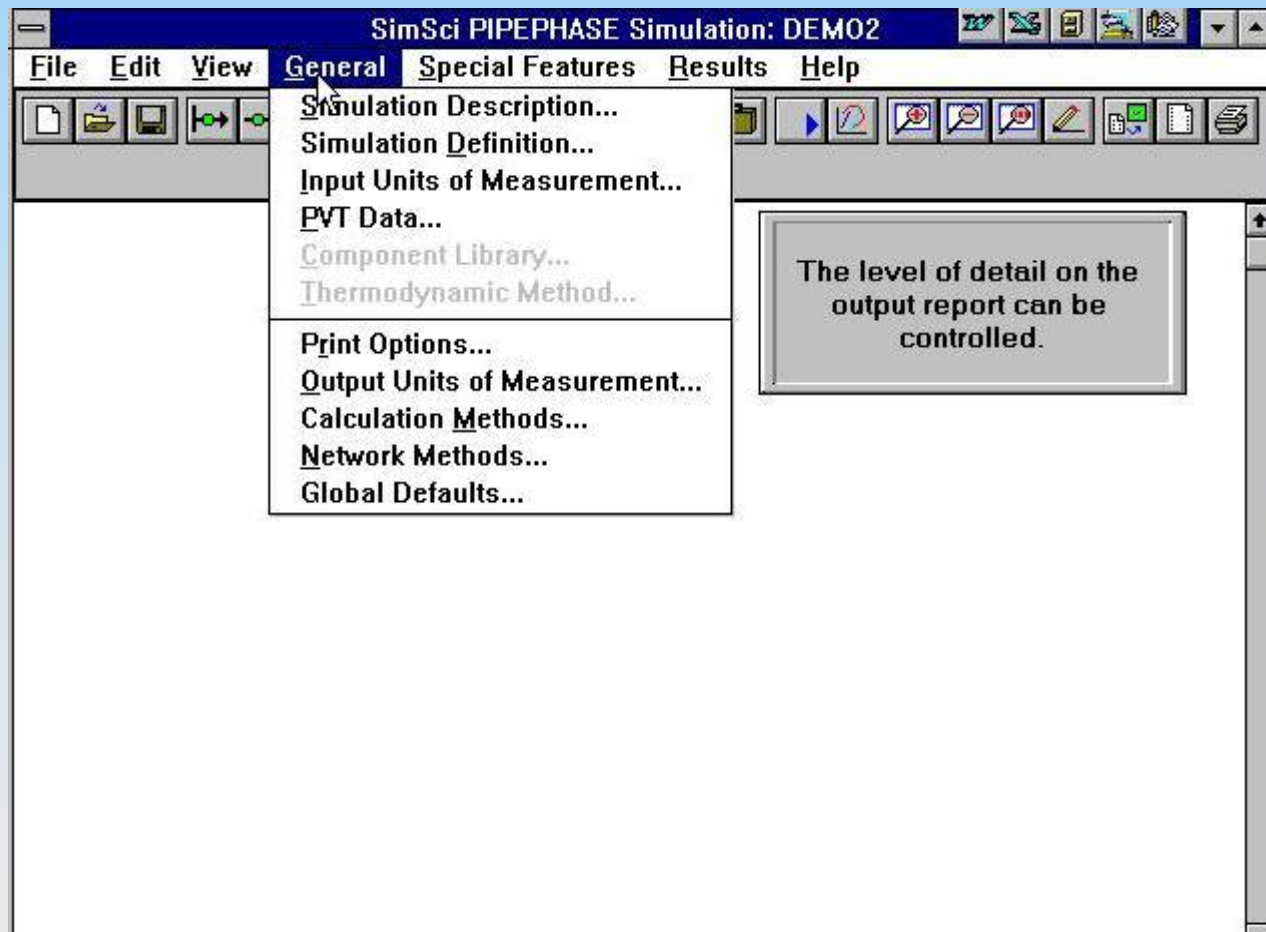 SimSci PIPEPHASE Simulation: DEMO2
File Edit View General Special Features Results Help
Simulation Description...
Simulation Definition...
Input Units of Measurement...
PVT Data...
Component Library...
Thermodynamic Method...
Print Options...
Output Units of Measurement...
Calculation Methods...
Network Methods...
Global Defaults...
The level of detail on the
output report can be
controlled.